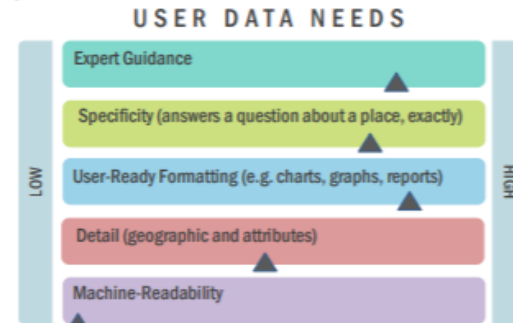 USER DATA NEEDS
LOW
HIGH
Expert Guidance
Specificity (answers a question about a place, exactly)
User-Ready Formatting (e.g. charts, graphs, reports)
Detail (geographic and attributes)
Machine-Readability